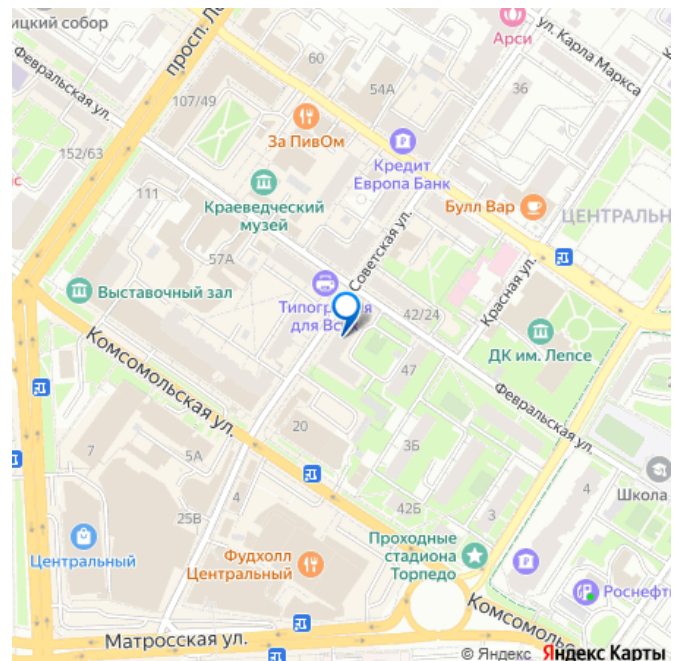 ицкий собор
просп. Ле
Арси
ул. Карла Маркса
Февральская ул.
60
54А
36
107/49
За ПивОм
Кредит
Европа Банк
152/63
111
Краеведческий
музей
Булл Вар
ЦЕНТРАЛЬН
Советская ул.
57А
Красная ул.
Выставочный зал
Типография
для Вс
42/24
ДК им. Лепсе
47
Комсомольская ул.
Февральская ул.
20
3Б
7
5А
4
Школа
4
42Б
3
25В
Центральный
Фудхолл
Центральный
Проходные
стадиона
Торпедо
Роснефть
Комсомольс
Матросская ул.
© Яндекс Яндекс Карты